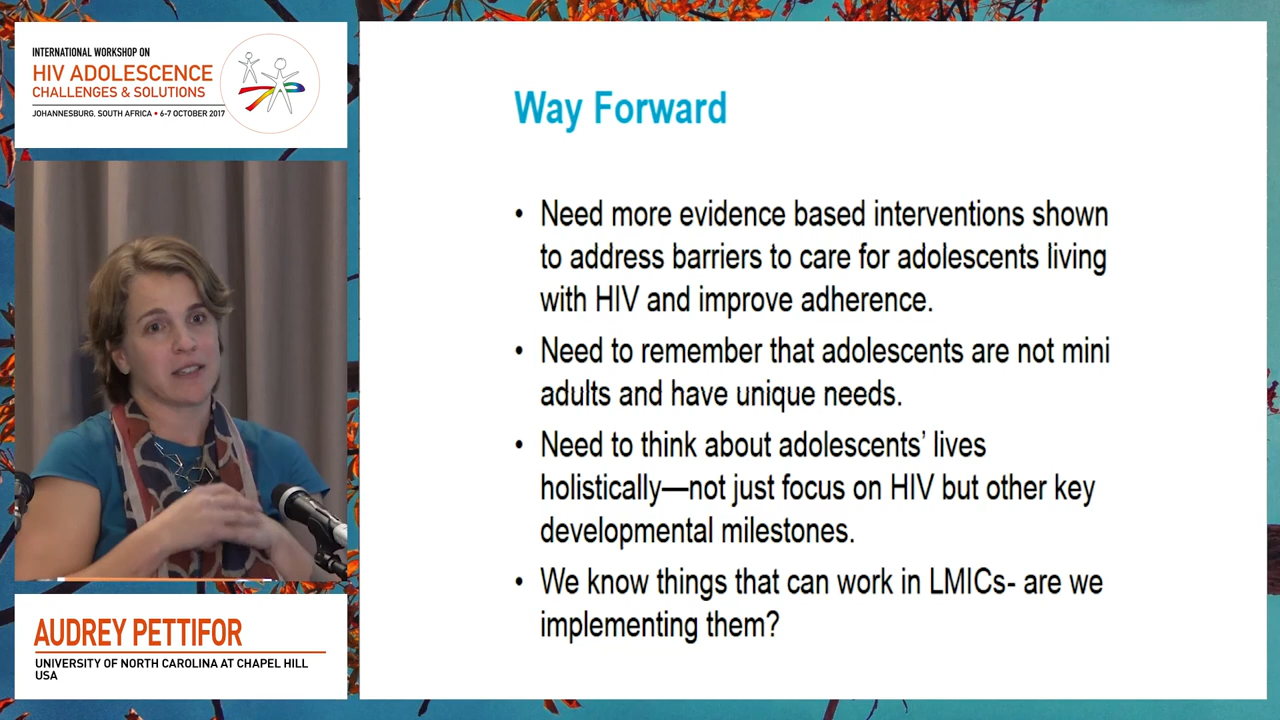 INTERNATIONAL WORKSHOP ON
HIV ADOLESCENCE
CHALLENGES & SOLUTIONS
JOHANNESBURG, SOUTH AFRICA • 6-7 OCTOBER 2017
AUDREY PETTIFOR
UNIVERSITY OF NORTH CAROLINA AT CHAPEL HILL
USA
Way Forward
• Need more evidence based interventions shown
to address barriers to care for adolescents living
with HIV and improve adherence.
• Need to remember that adolescents are not mini
adults and have unique needs.
• Need to think about adolescents’ lives
holistically—not just focus on HIV but other key
developmental milestones.
• We know things that can work in LMICs- are we
implementing them?